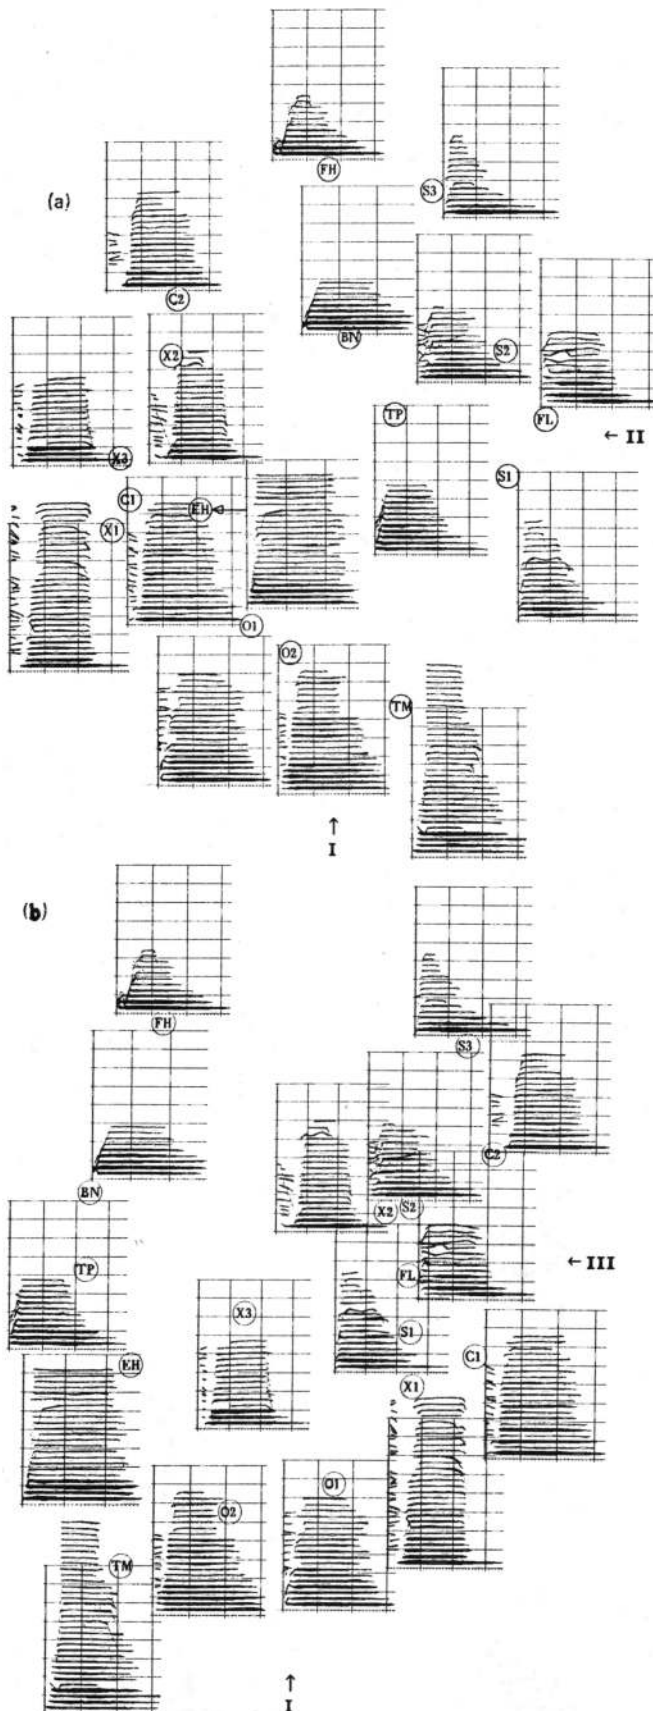 FH
S3
(a)
C2
BN
S2
X2
TP
FL
← II
X3
S1
C1
EH
X1
O1
O2
TM
↑
I
(b)
FH
S3
C2
BN
X2
S2
TP
FL
← III
X3
S1
EH
C1
X1
O1
O2
TM
↑
I